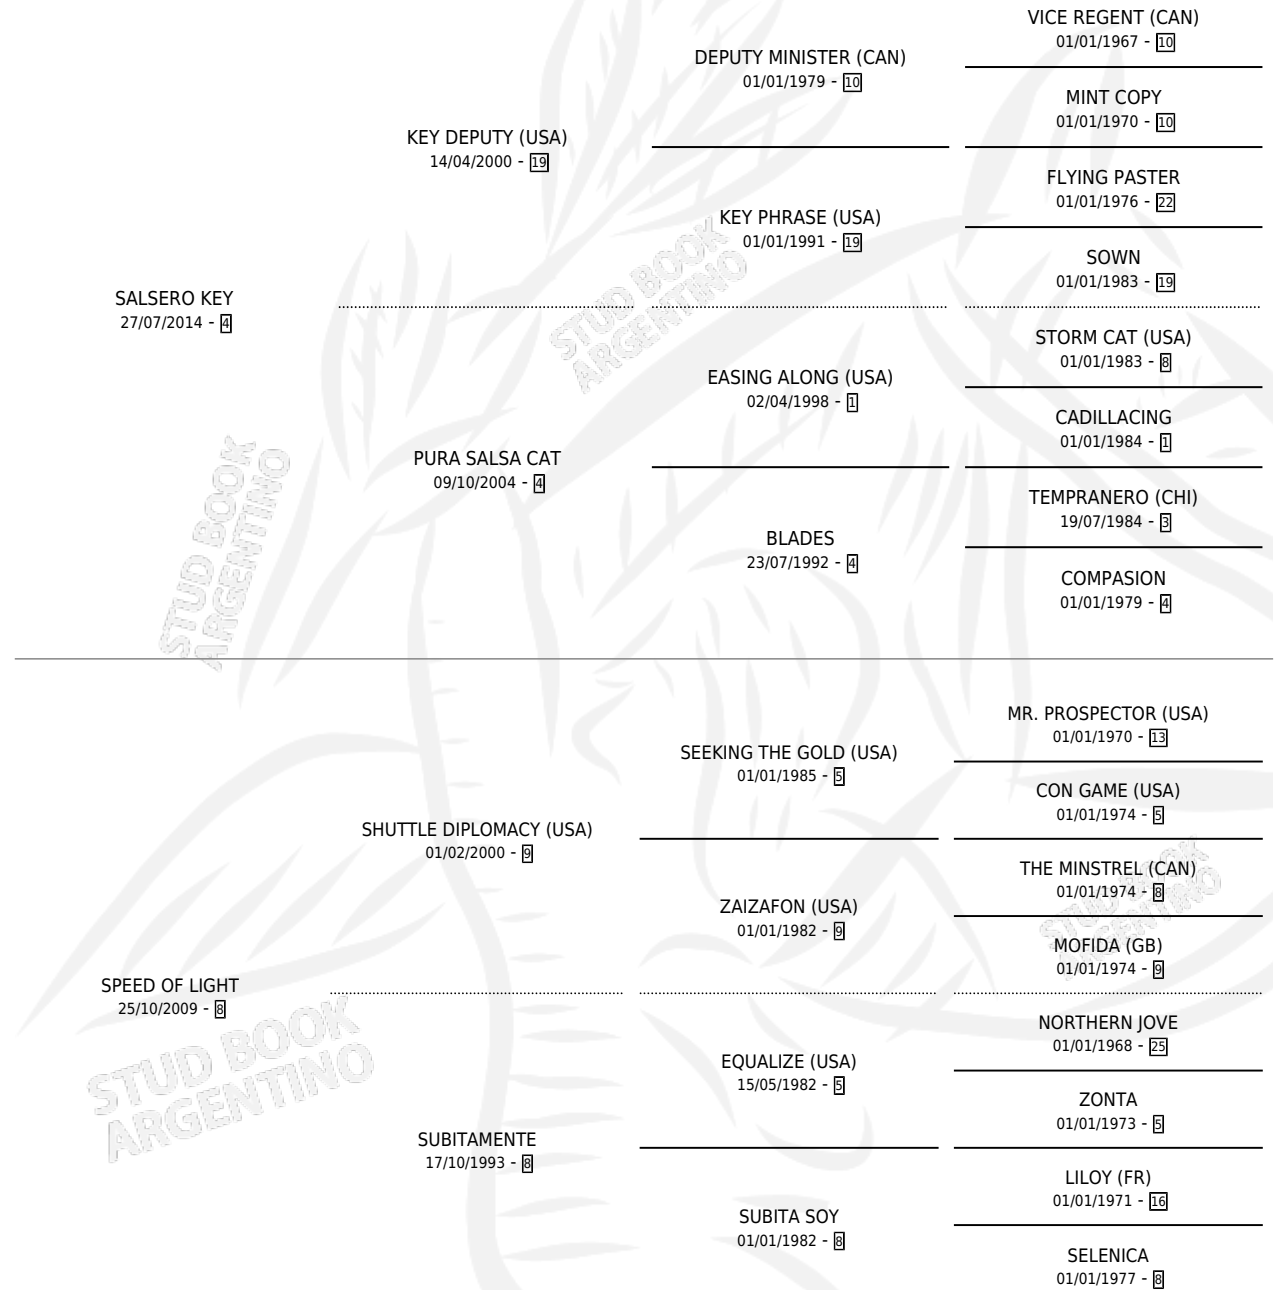 VICE REGENT (CAN)
01/01/1967 - 10
DEPUTY MINISTER (CAN)
01/01/1979 - 10
MINT COPY
01/01/1970 - 10
KEY DEPUTY (USA)
14/04/2000 - 19
FLYING PASTER
01/01/1976 - 22
KEY PHRASE (USA)
01/01/1991 - 19
SOWN
01/01/1983 - 19
SALSERO KEY
27/07/2014 - 4
STORM CAT (USA)
01/01/1983 - 8
EASING ALONG (USA)
02/04/1998 - 1
CADILLACING
01/01/1984 - 1
PURA SALSA CAT
09/10/2004 - 4
TEMPRANERO (CHI)
19/07/1984 - 3
BLADES
23/07/1992 - 4
COMPASION
01/01/1979 - 4
MR. PROSPECTOR (USA)
01/01/1970 - 13
SEEKING THE GOLD (USA)
01/01/1985 - 5
CON GAME (USA)
01/01/1974 - 5
SHUTTLE DIPLOMACY (USA)
01/02/2000 - 9
THE MINSTREL (CAN)
01/01/1974 - 8
ZAIZAFON (USA)
01/01/1982 - 9
MOFIDA (GB)
01/01/1974 - 9
SPEED OF LIGHT
25/10/2009 - 8
NORTHERN JOVE
01/01/1968 - 25
EQUALIZE (USA)
15/05/1982 - 5
ZONTA
01/01/1973 - 5
SUBITAMENTE
17/10/1993 - 8
LILOY (FR)
01/01/1971 - 16
SUBITA SOY
01/01/1982 - 8
SELENICA
01/01/1977 - 8
STUD BOOK
ARGENTINO
STUD BOOK
ARGENTINO
STUD BOOK
ARGENTINO
STUD BOOK
ARGENTINO